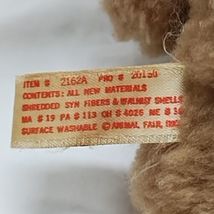 ITEM # 2162A PRO # 20150
CONTENTS: ALL NEW MATERIALS
SHREDDED SYN FIBERS & WALNUT SHELLS
MA # 19 PA # 113 OH # 4026 ME # 
SURFACE WASHABLE © ANIMAL FAIR, INC